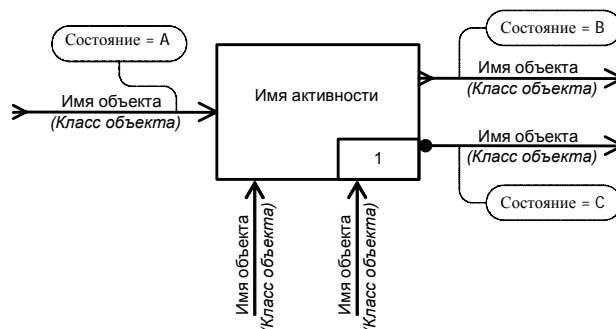 Состояние = A
Состояние = B
Имя объекта
(Класс объекта)
Имя активности
Имя объекта
(Класс объекта)
1
Имя объекта
(Класс объекта)
Состояние = C
Имя объекта
(Класс объекта)
Имя объекта
(Класс объекта)